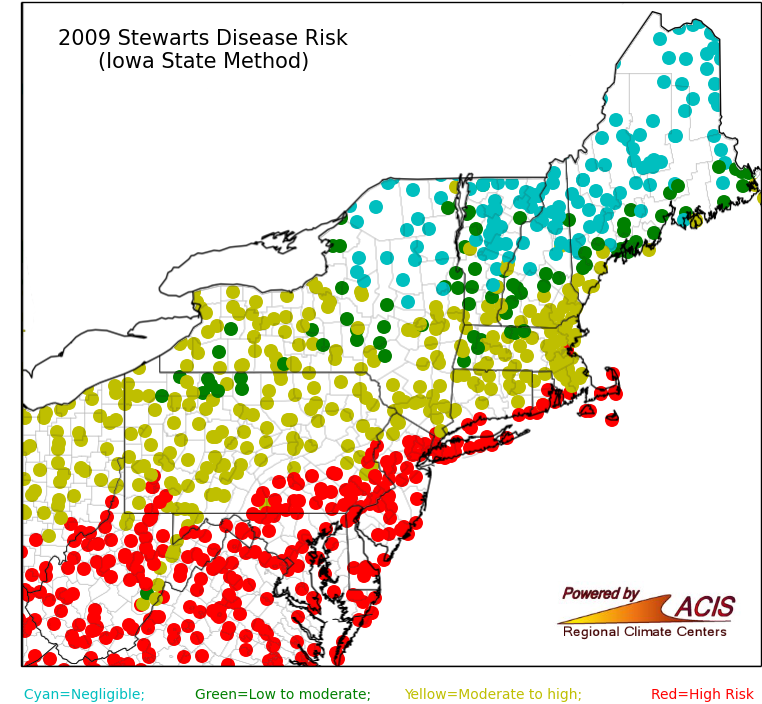 2009 Stewarts Disease Risk
(Iowa State Method)
Powered by
ACIS
Regional Climate Centers
Cyan=Negligible; Green=Low to moderate; Yellow=Moderate to high; Red=High Risk